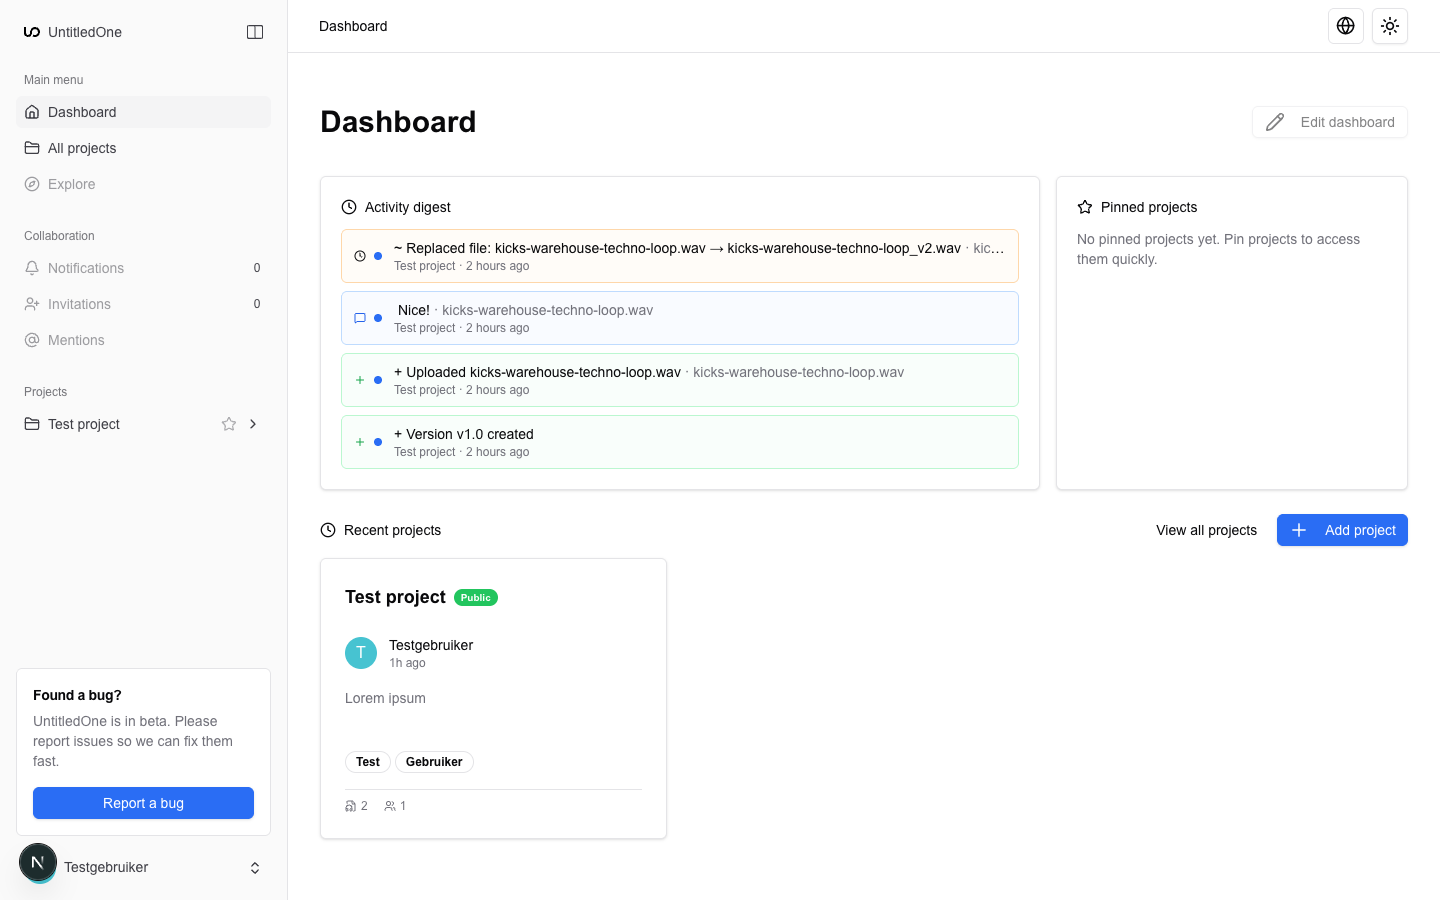 UntitledOne
Main menu
Dashboard
All projects
Explore
Collaboration
Notifications 0
Invitations 0
Mentions
Projects
Test project
Found a bug?
UntitledOne is in beta. Please
report issues so we can fix them
fast.
Report a bug
N
Testgebruiker
Dashboard
Dashboard
Edit dashboard
Activity digest
~ Replaced file: kicks-warehouse-techno-loop.wav → kicks-warehouse-techno-loop_v2.wav · kic...
Test project · 2 hours ago
Nice! · kicks-warehouse-techno-loop.wav
Test project · 2 hours ago
+ Uploaded kicks-warehouse-techno-loop.wav · kicks-warehouse-techno-loop.wav
Test project · 2 hours ago
+ Version v1.0 created
Test project · 2 hours ago
Pinned projects
No pinned projects yet. Pin projects to access
them quickly.
Recent projects
View all projects
Add project
Test project Public
T
Testgebruiker
1h ago
Lorem ipsum
Test Gebruiker
2 1